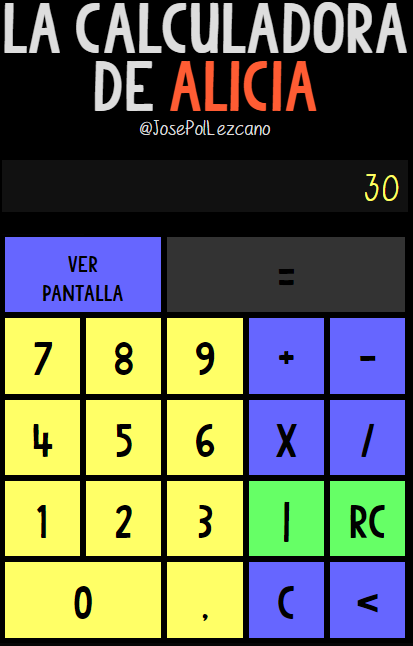 LA CALCULADORA
DE ALICIA
@JosePolLezcano
30
VER
PANTALLA
=
7 8 9 + -
4 5 6 X /
1 2 3 | RC
0 , C <